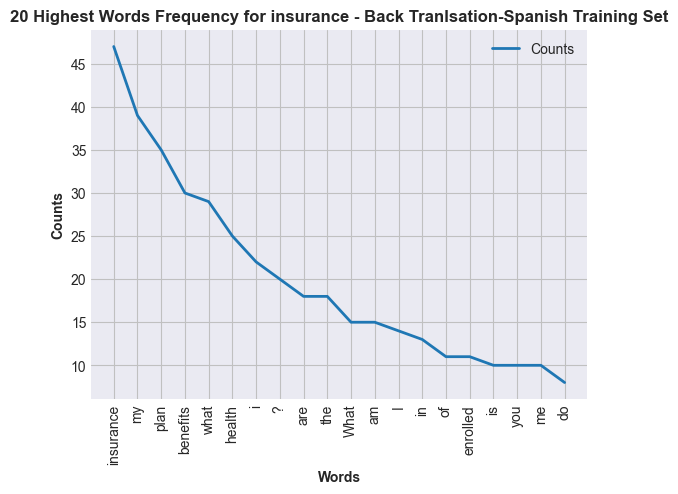 20 Highest Words Frequency for insurance - Back Tranlsation-Spanish Training Set
Counts
45
40
35
30
25
20
15
10
Counts
insurance
my
plan
benefits
what
health
i
?
are
the
What
am
I
in
of
enrolled
is
you
me
do
Words